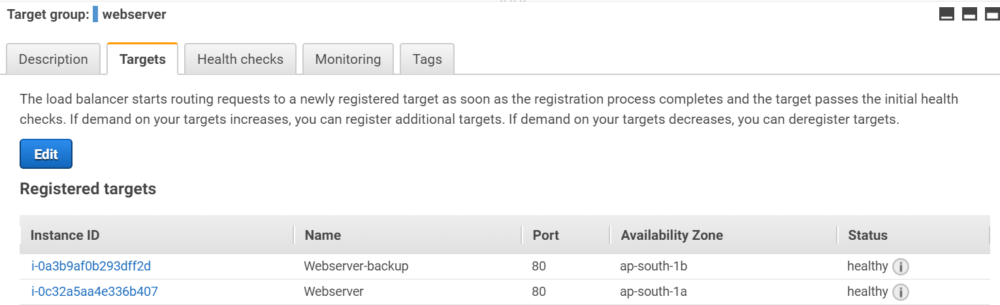 Target group: webserver
Description Targets Health checks Monitoring Tags
The load balancer starts routing requests to a newly registered target as soon as the registration process completes and the target passes the initial health
checks. If demand on your targets increases, you can register additional targets. If demand on your targets decreases, you can deregister targets.
Edit
Registered targets
Instance ID Name Port Availability Zone Status
i-0a3b9af0b293dff2d Webserver-backup 80 ap-south-1b healthy
i-0c32a5aa4e336b407 Webserver 80 ap-south-1a healthy